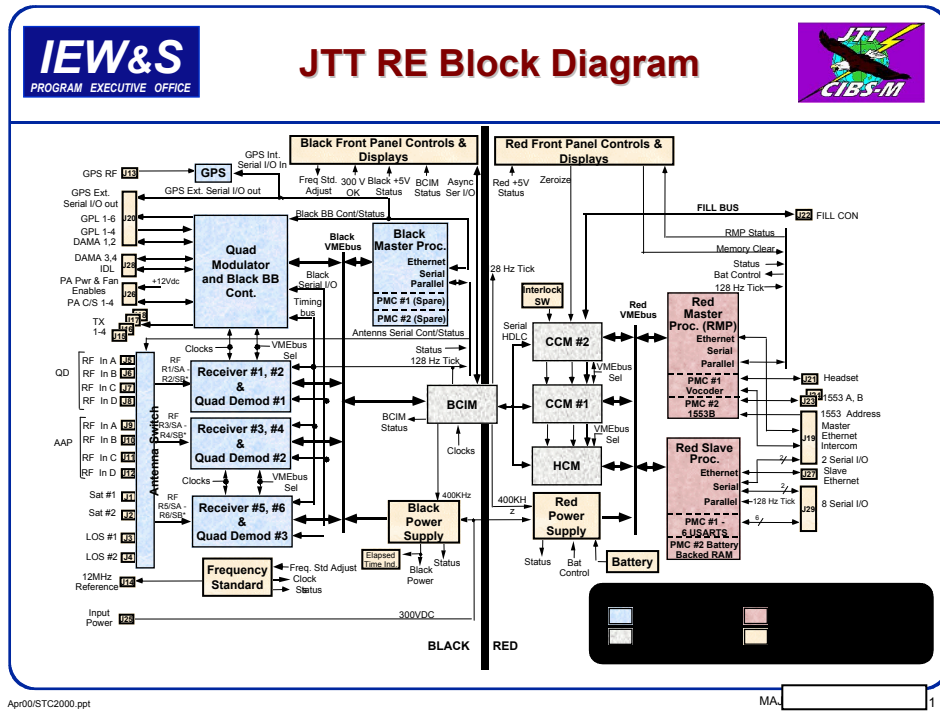 IEW&S
PROGRAM EXECUTIVE OFFICE
JTT RE Block Diagram
JTT
CIBS-M
Black Front Panel Controls &
Displays
Red Front Panel Controls &
Displays
GPS Int.
Serial I/O In
GPS RF
J13
GPS
Freq Std.
Adjust
300 V
OK
Black +5V
Status
BCIM
Status
Async
Ser I/O
Red +5V
Status
Zeroize
GPS Ext.
Serial I/O out
GPS Ext. Serial I/O out
J20
GPL 1-6
GPL 1-4
DAMA 1,2
Black BB Cont/Status
FILL BUS
J22
FILL CON
RMP Status
Memory Clear
Status
Bat Control
128 Hz Tick
Quad
Modulator
and Black BB
Cont.
Black
VMEbus
Black
Master Proc.
Ethernet
Serial
Parallel
PMC #1 (Spare)
PMC #2 (Spare)
DAMA 3,4
IDL
J28
PA Pwr & Fan
Enables
+12Vdc
J26
PA C/S 1-4
Black
Serial I/O
Timing
bus
28 Hz Tick
Interlock
SW
Red
VMEbus
Red
Master
Proc. (RMP)
Ethernet
Serial
Parallel
PMC #1
Vocoder
PMC #2
1553B
TX
1-4
J17
J16
J15
Antenns Serial Cont/Status
Serial
HDLC
CCM #2
Clocks
VMEbus
Sel
Status
128 Hz Tick
VMEbus
Sel
QD
RF In A
J5
RF In B
J6
RF In C
J7
RF In D
J8
RF
R1/SA -
R2/SB*
Receiver #1, #2
&
Quad Demod #1
BCIM
CCM #1
J21
Headset
J23
1553 A, B
1553 Address
AAP
RF In A
J9
RF In B
J10
RF In C
J11
RF In D
J12
Antenna Switch
RF
R3/SA -
R4/SB*
Receiver #3, #4
&
Quad Demod #2
BCIM
Status
Clocks
VMEbus
Sel
HCM
J19
Master
Ethernet
Intercom
2 Serial I/O
Red Slave
Proc.
Ethernet
Serial
Parallel
PMC #1 -
6 USARTS
PMC #2 Battery
Backed RAM
2
J27
Slave
Ethernet
2
128 Hz Tick
J29
8 Serial I/O
6
Clocks
VMEbus
Sel
Sat #1
J1
Sat #2
J2
LOS #1
J3
LOS #2
J4
RF
R5/SA -
R6/SB*
Receiver #5, #6
&
Quad Demod #3
400KHz
Black
Power
Supply
400KH
z
Red
Power
Supply
Elapsed
Time Ind.
Black
Power
Status
Status
Bat
Control
Battery
12MHz
Reference
J14
Frequency
Standard
Freq. Std Adjust
Clock
Status
Input
Power
J25
300VDC
BLACK
RED
Apr00/STC2000.ppt
1